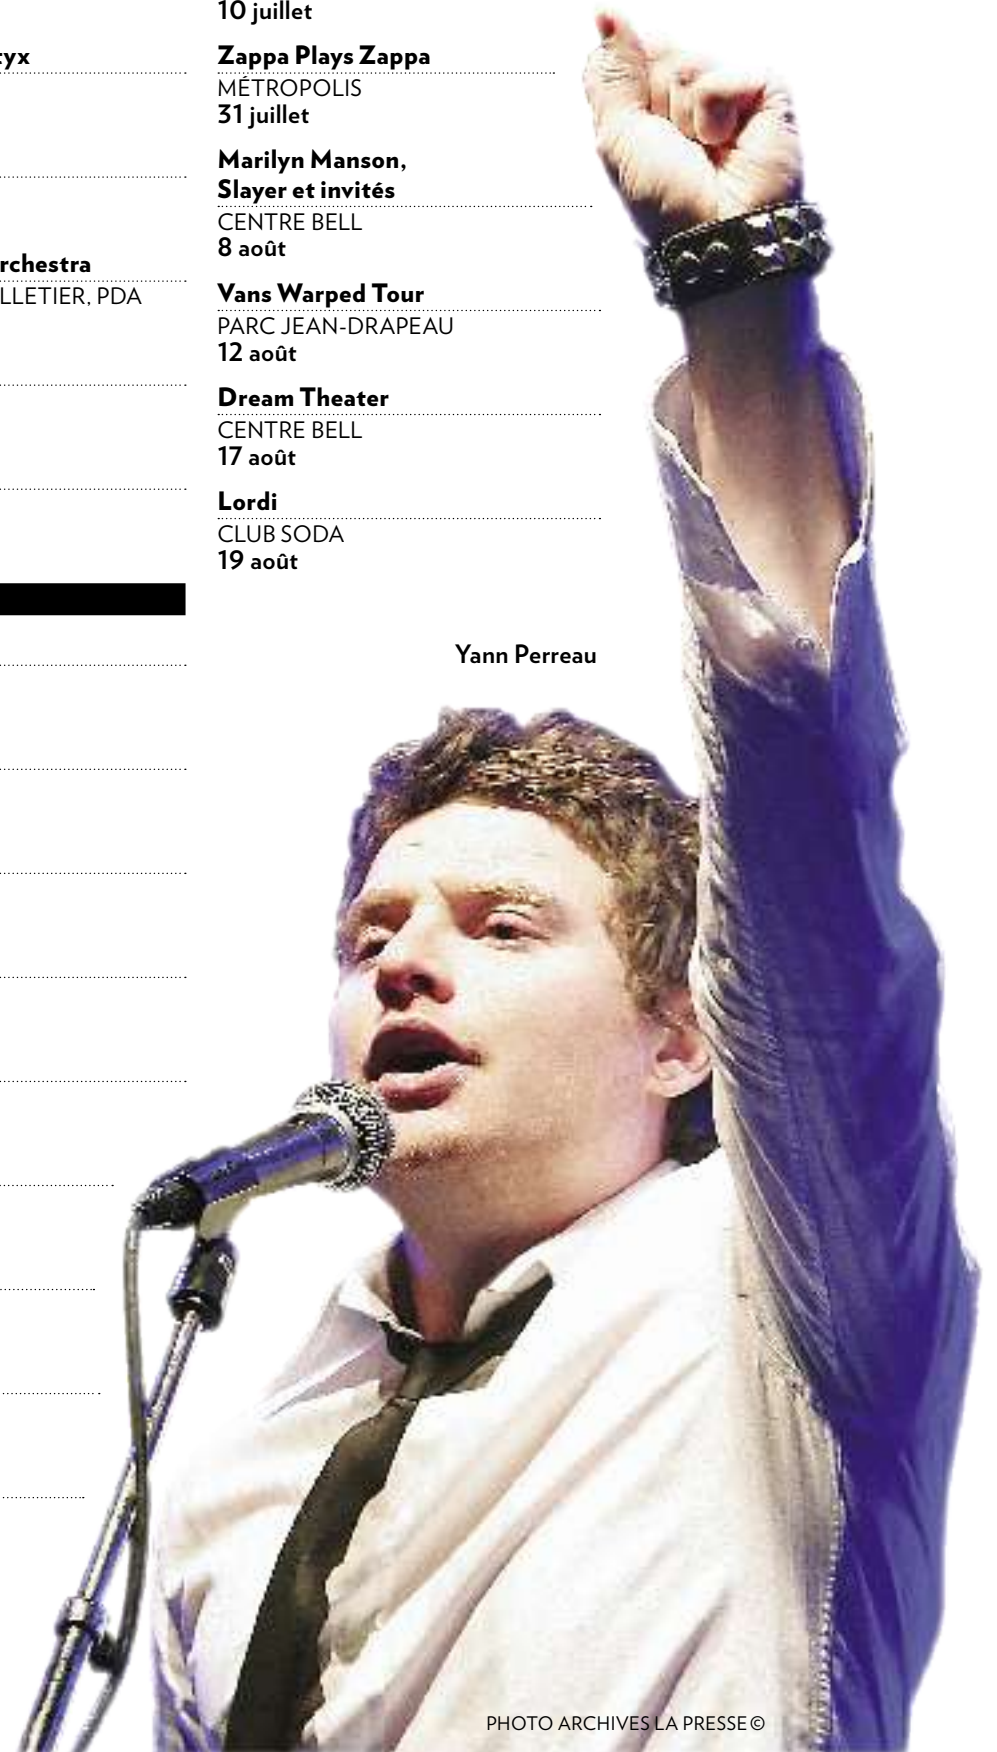 tyx
rchestra
LLETIER, PDA
10 juillet
Zappa Plays Zappa
MÉTROPOLIS
31 juillet
Marilyn Manson,
Slayer et invités
CENTRE BELL
8 août
Vans Warped Tour
PARC JEAN-DRAPEAU
12 août
Dream Theater
CENTRE BELL
17 août
Lordi
CLUB SODA
19 août
Yann Perreau
PHOTO ARCHIVES LA PRESSE ©